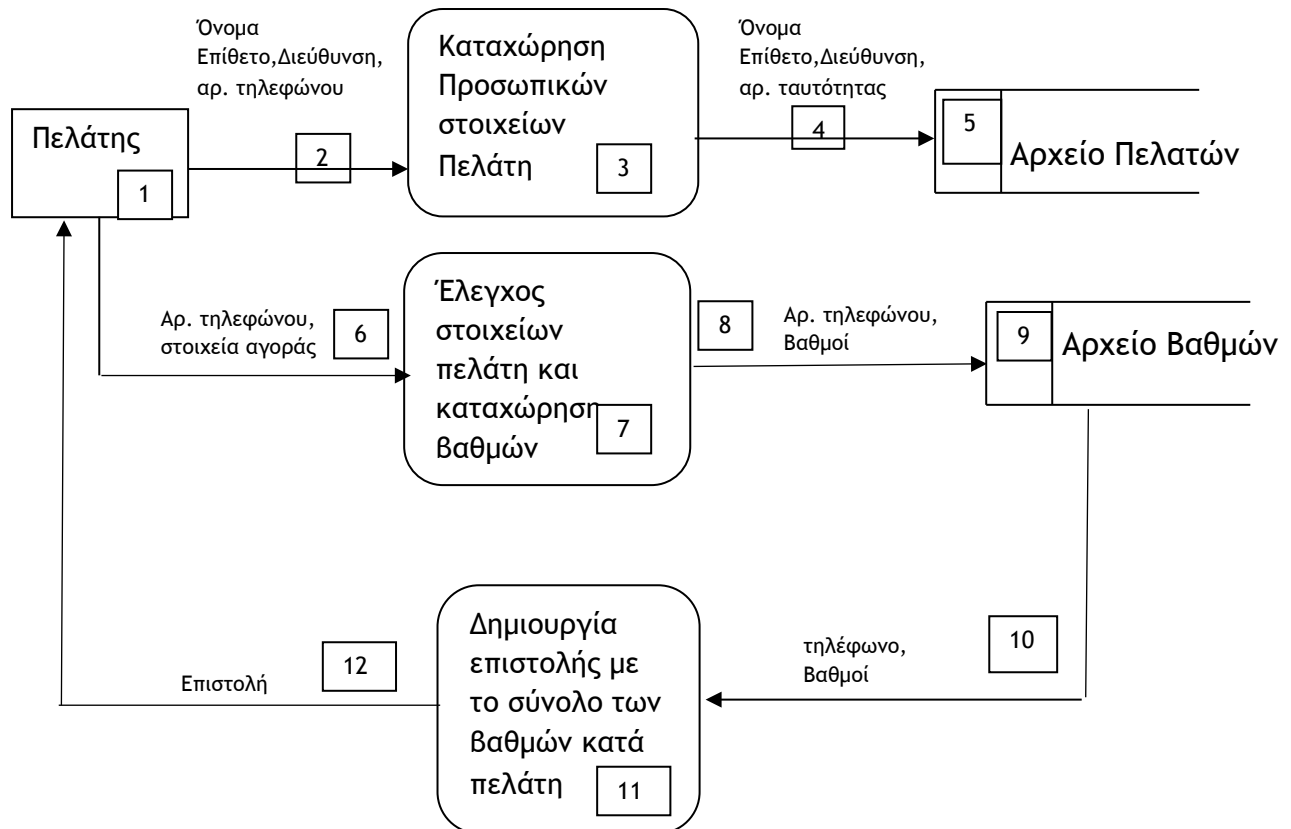 Όνομα
Επίθετο,Διεύθυνση,
αρ. τηλεφώνου
Καταχώρηση
Προσωπικών
στοιχείων
Πελάτη
3
Όνομα
Επίθετο,Διεύθυνση,
αρ. ταυτότητας
Πελάτης
1
2
4
5
Αρχείο Πελατών
Αρ. τηλεφώνου,
στοιχεία αγοράς
6
Έλεγχος
στοιχείων
πελάτη και
καταχώρηση
βαθμών
7
8
Αρ. τηλεφώνου,
Βαθμοί
9
Αρχείο Βαθμών
Επιστολή
12
Δημιουργία
επιστολής με
το σύνολο των
βαθμών κατά
πελάτη
11
τηλέφωνο,
Βαθμοί
10